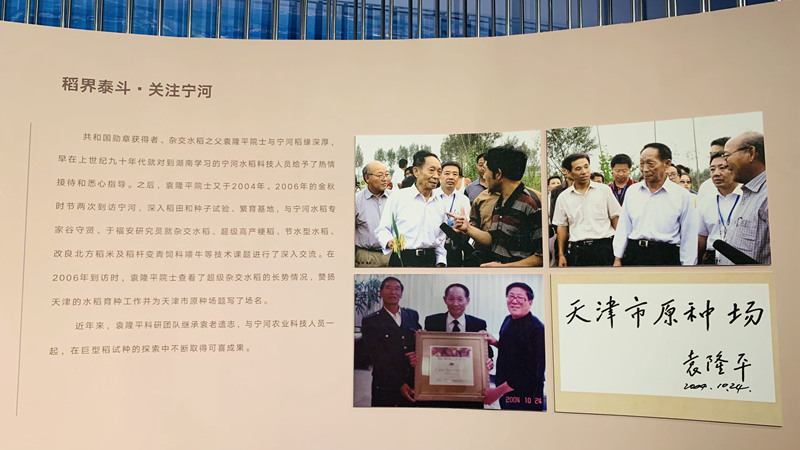 稻界泰斗·关注宁河
共和国勋章获得者、杂交水稻之父袁隆平院士与宁河稻缘深厚，
早在上世纪九十年代就对到湖南学习的宁河水稻科技人员给予了热情
接待和悉心指导。之后，袁隆平院士又于2004年、2006年的金秋
时节两次到访宁河，深入稻田和种子试验、繁育基地，与宁河水稻专
家谷守贤、于福安研究员就杂交水稻、超级高产粳稻、节水型水稻、
改良北方稻米及稻秆变青饲料喂牛等技术课题进行了深入交流。在
2006年到访时，袁隆平院士查看了超级杂交水稻的长势情况，赞扬
天津的水稻育种工作并为天津市原种场题写了场名。
近年来，袁隆平科研团队继承袁老遗志，与宁河农业科技人员一
起，在巨型稻试种的探索中不断取得可喜成果。
2004 10 24
天津市原种场
袁隆平
2004.10.24.